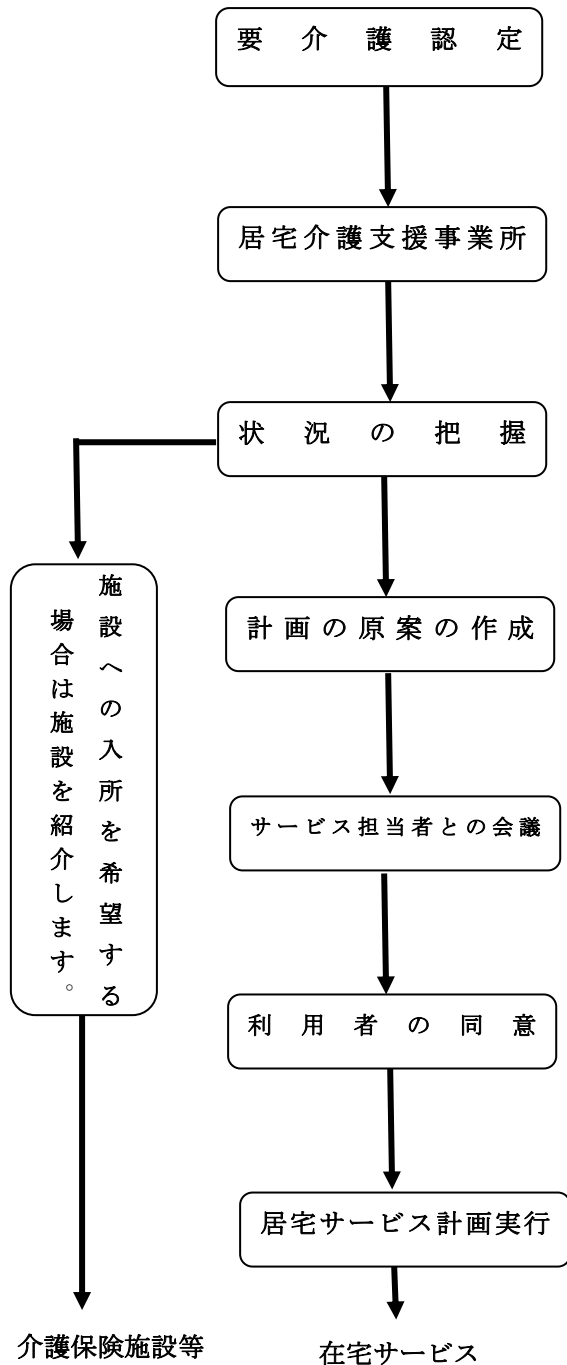 要介護認定
居宅介護支援事業所
状況の把握
施設への入所を希望する
場合は施設を紹介します。
計画の原案の作成
サービス担当者との会議
利用者の同意
居宅サービス計画実行
介護保険施設等
在宅サービス